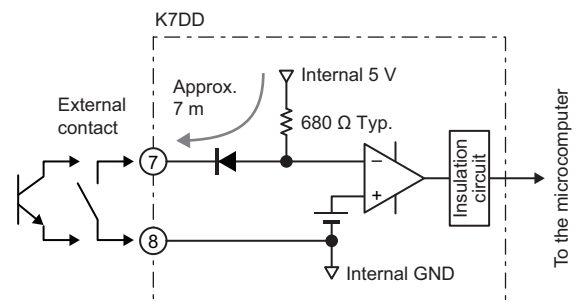 K7DD
Approx.
7 m
Internal 5 V
External
contact
680 Ω Typ.
7
−
+
Insulation
circuit
To the microcomputer
8
Internal GND